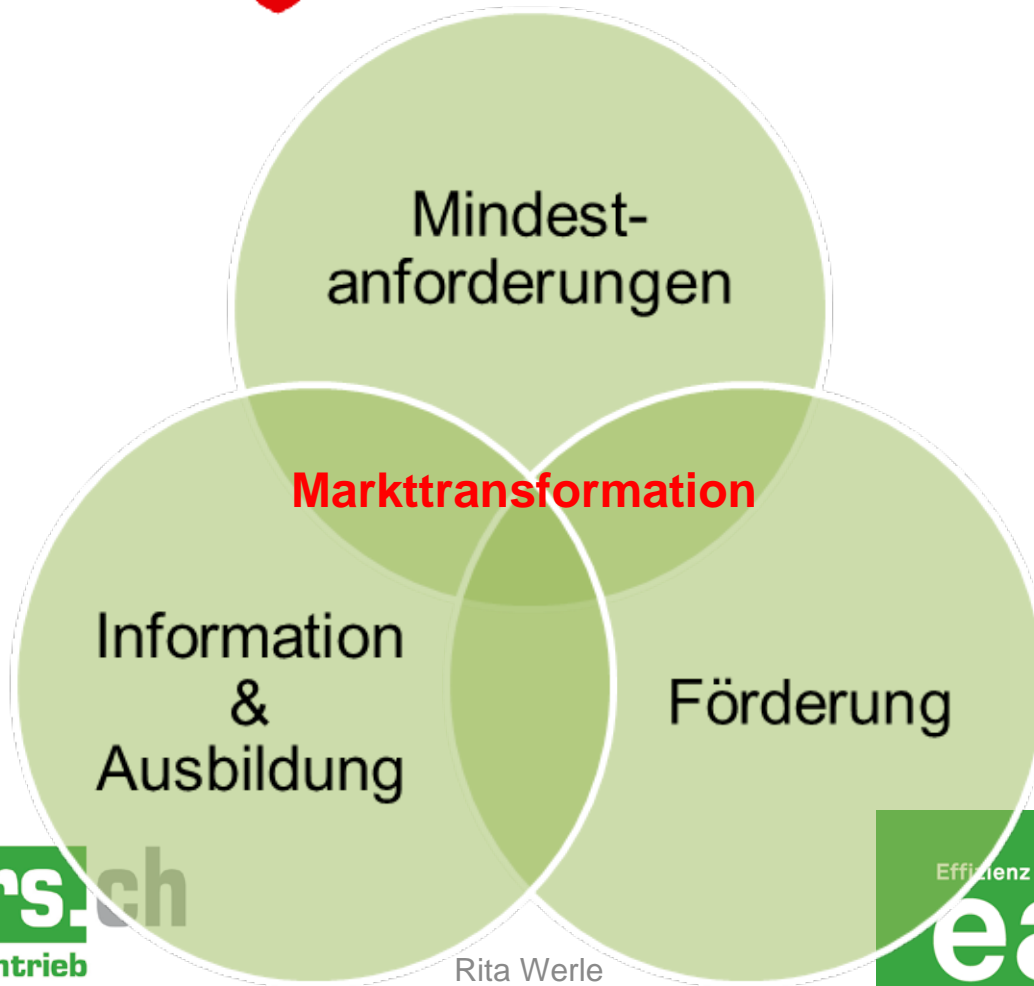 Mindest-
anforderungen
Markttransformation
Information
&
Ausbildung
Förderung
rs.ch
ntrieb
Rita Werle
Effizienz
ea